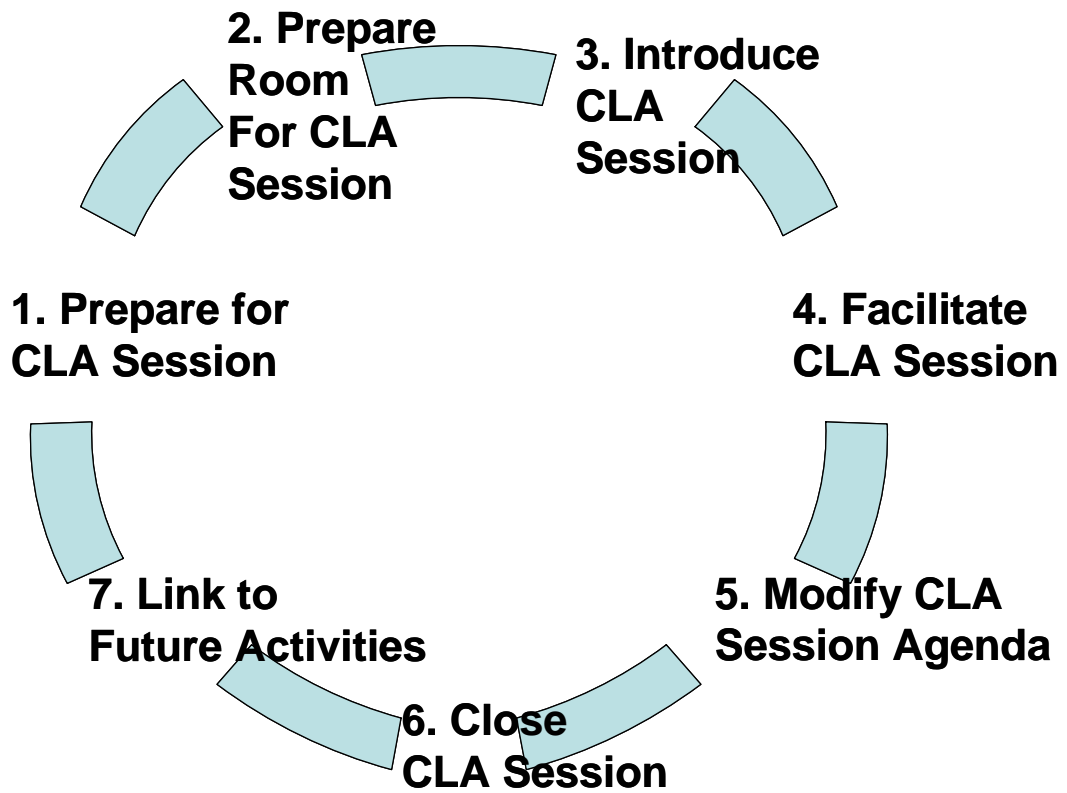 1. Prepare for
CLA Session
2. Prepare
Room
For CLA
Session
3. Introduce
CLA
Session
4. Facilitate
CLA Session
5. Modify CLA
Session Agenda
6. Close
CLA Session
7. Link to
Future Activities